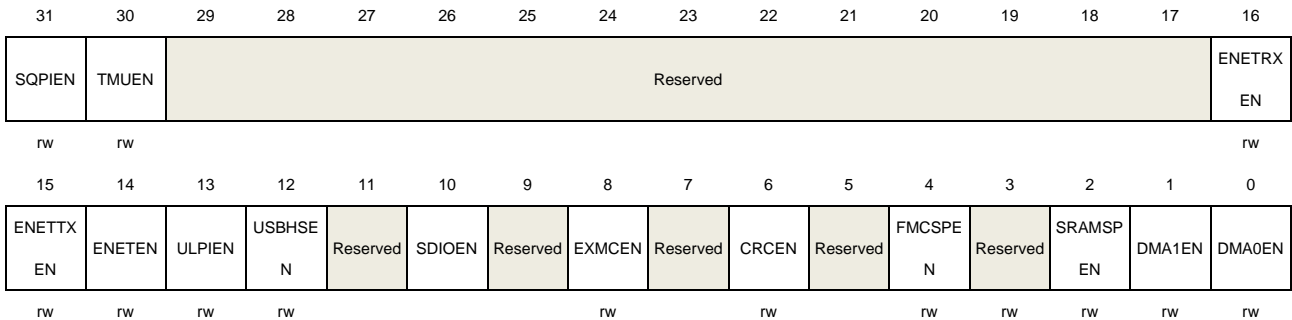 31 30 29 28 27 26 25 24 23 22 21 20 19 18 17 16
SQPIEN TMUEN Reserved ENETRX
EN
rw rw rw
15 14 13 12 11 10 9 8 7 6 5 4 3 2 1 0
ENETTX USBHSE FMCSPE SRAMSP
ENETEN ULPIEN Reserved SDIOEN Reserved EXMCEN Reserved CRCEN Reserved Reserved DMA1EN DMA0EN
EN N N EN
rw rw rw rw rw rw rw rw rw rw rw